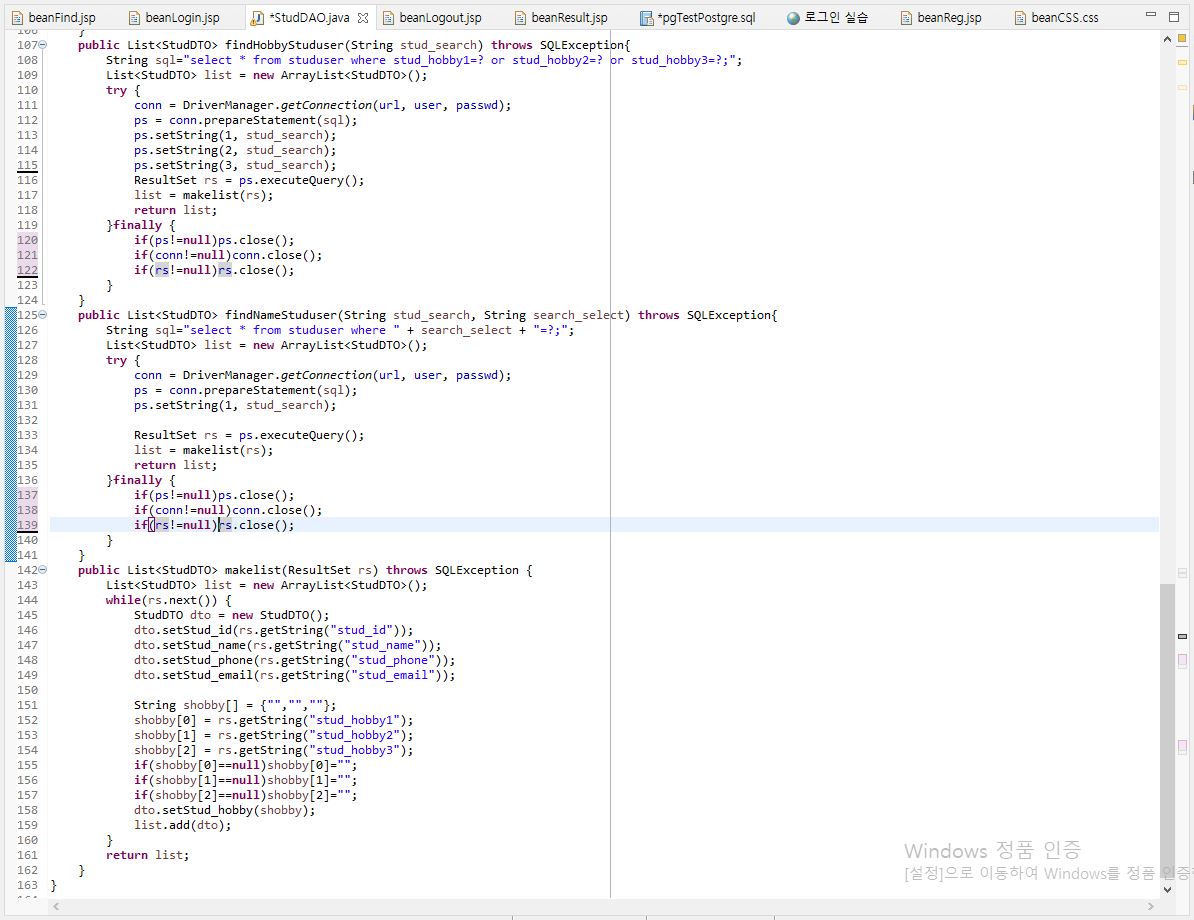 beanFind.jsp beanLogin.jsp *StudDAO.java beanLogout.jsp beanResult.jsp *pgTestPostgre.sql 로그인 실습 beanReg.jsp beanCSS.css
106 }
107 public List<StudDTO> findHobbyStuduser(String stud_search) throws SQLException{
108 String sql="select * from studuser where stud_hobby1=? or stud_hobby2=? or stud_hobby3=?;";
109 List<StudDTO> list = new ArrayList<StudDTO>();
110 try {
111 conn = DriverManager.getConnection(url, user, passwd);
112 ps = conn.prepareStatement(sql);
113 ps.setString(1, stud_search);
114 ps.setString(2, stud_search);
115 ps.setString(3, stud_search);
116 ResultSet rs = ps.executeQuery();
117 list = makelist(rs);
118 return list;
119 }finally {
120 if(ps!=null)ps.close();
121 if(conn!=null)conn.close();
122 if(rs!=null)rs.close();
123 }
124 }
125 public List<StudDTO> findNameStuduser(String stud_search, String search_select) throws SQLException{
126 String sql="select * from studuser where " + search_select + "=?;";
127 List<StudDTO> list = new ArrayList<StudDTO>();
128 try {
129 conn = DriverManager.getConnection(url, user, passwd);
130 ps = conn.prepareStatement(sql);
131 ps.setString(1, stud_search);
132
133 ResultSet rs = ps.executeQuery();
134 list = makelist(rs);
135 return list;
136 }finally {
137 if(ps!=null)ps.close();
138 if(conn!=null)conn.close();
139 if(rs!=null)rs.close();
140 }
141 }
142 public List<StudDTO> makelist(ResultSet rs) throws SQLException {
143 List<StudDTO> list = new ArrayList<StudDTO>();
144 while(rs.next()) {
145 StudDTO dto = new StudDTO();
146 dto.setStud_id(rs.getString("stud_id"));
147 dto.setStud_name(rs.getString("stud_name"));
148 dto.setStud_phone(rs.getString("stud_phone"));
149 dto.setStud_email(rs.getString("stud_email"));
150
151 String shobby[] = {"","",""};
152 shobby[0] = rs.getString("stud_hobby1");
153 shobby[1] = rs.getString("stud_hobby2");
154 shobby[2] = rs.getString("stud_hobby3");
155 if(shobby[0]==null)shobby[0]="";
156 if(shobby[1]==null)shobby[1]="";
157 if(shobby[2]==null)shobby[2]="";
158 dto.setStud_hobby(shobby);
159 list.add(dto);
160 }
161 return list;
162 }
163 }
Windows 정품 인증
[설정]으로 이동하여 Windows를 정품 인증